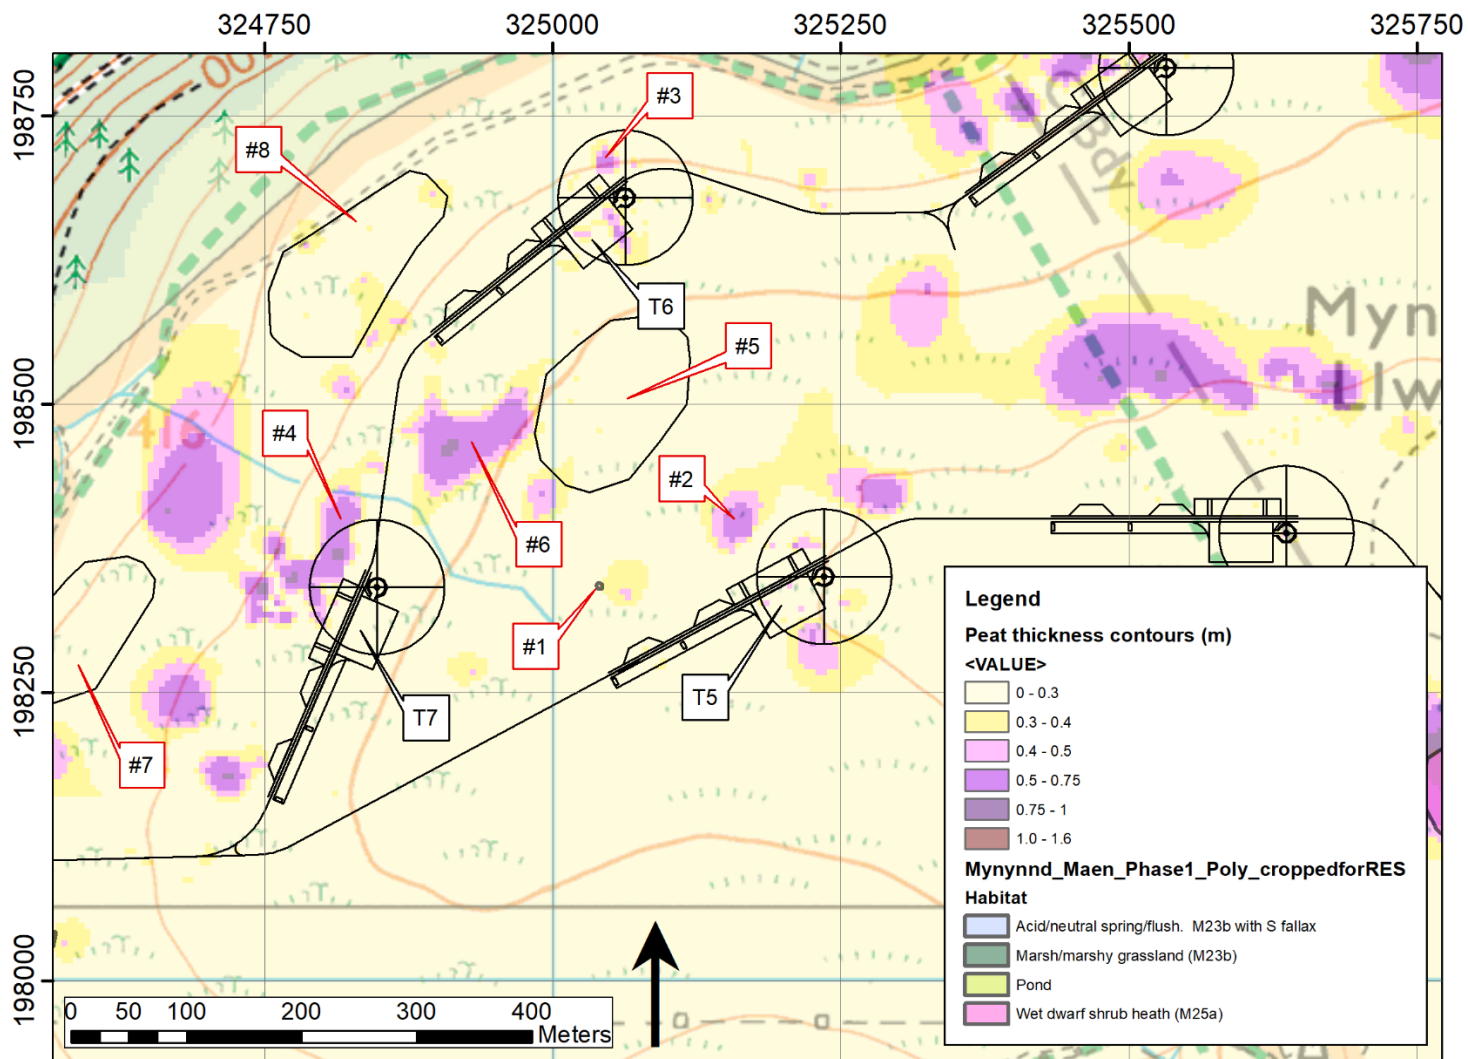 324750 325000 325250 325500 325750
198750
198500
198250
198000
#3
#8
T6
#5
Myn
Llw
416
#4
#2
#6
#1
T5
T7
#7
Legend
Peat thickness contours (m)
<VALUE>
0 - 0.3
0.3 - 0.4
0.4 - 0.5
0.5 - 0.75
0.75 - 1
1.0 - 1.6
Mynynnd_Maen_Phase1_Poly_croppedforRES
Habitat
Acid/neutral spring/flush. M23b with S fallax
Marsh/marshy grassland (M23b)
Pond
Wet dwarf shrub heath (M25a)
0 50 100 200 300 400
Meters